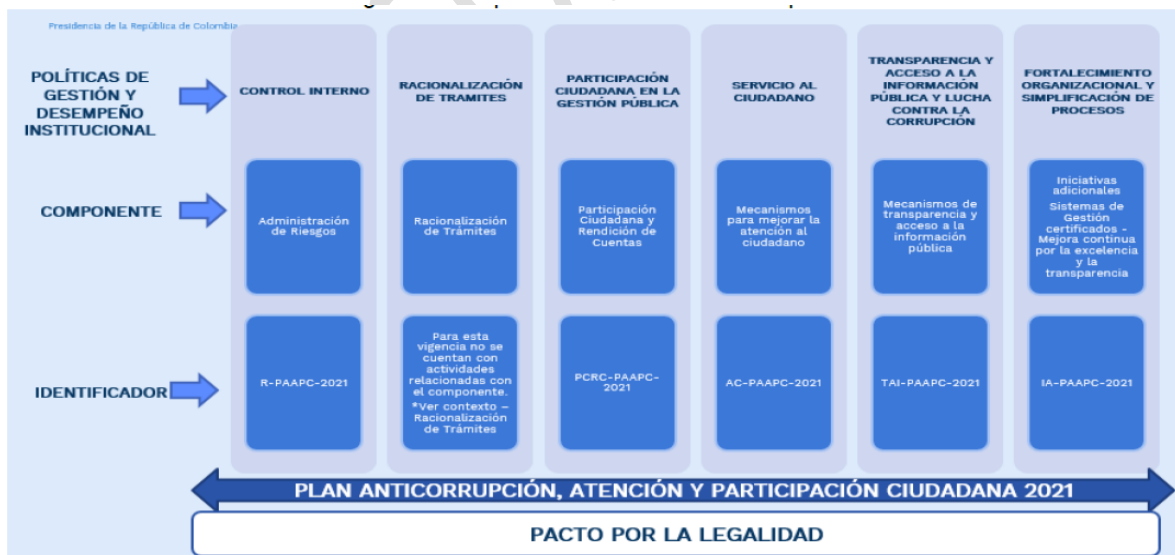 Presidencia de la República de Colombia
POLÍTICAS DE
GESTIÓN Y
DESEMPEÑO
INSTITUCIONAL
CONTROL INTERNO
RACIONALIZACIÓN
DE TRAMITES
PARTICIPACIÓN
CIUDADANA EN LA
GESTIÓN PÚBLICA
SERVICIO AL
CIUDADANO
TRANSPARENCIA Y
ACCESO A LA
INFORMACIÓN
PÚBLICA Y LUCHA
CONTRA LA
CORRUPCIÓN
FORTALECIMIENTO
ORGANIZACIONAL Y
SIMPLIFICACIÓN DE
PROCESOS
COMPONENTE
Administración
de Riesgos
Racionalización
de Trámites
Participación
Ciudadana y
Rendición de
Cuentas
Mecanismos
para mejorar la
atención al
ciudadano
Mecanismos de
transparencia y
acceso a la
información
pública
Iniciativas
adicionales
Sistemas de
Gestión
certificados -
Mejora continua
por la excelencia
y la
transparencia
IDENTIFICADOR
R-PAAPC-2021
Para esta
vigencia no se
cuentan con
actividades
relacionadas con
el componente.
*Ver contexto –
Racionalización
de Trámites
PCRC-PAAPC-
2021
AC-PAAPC-2021
TAI-PAAPC-2021
IA-PAAPC-2021
PLAN ANTICORRUPCIÓN, ATENCIÓN Y PARTICIPACIÓN CIUDADANA 2021
PACTO POR LA LEGALIDAD